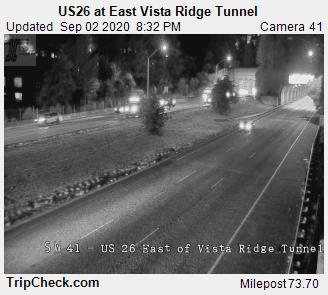 US26 at East Vista Ridge Tunnel
Updated Sep 02 2020 8:32 PM Camera 41
SW 41 - US 26 East of Vista Ridge Tunnel
TripCheck.com Milepost 73.70